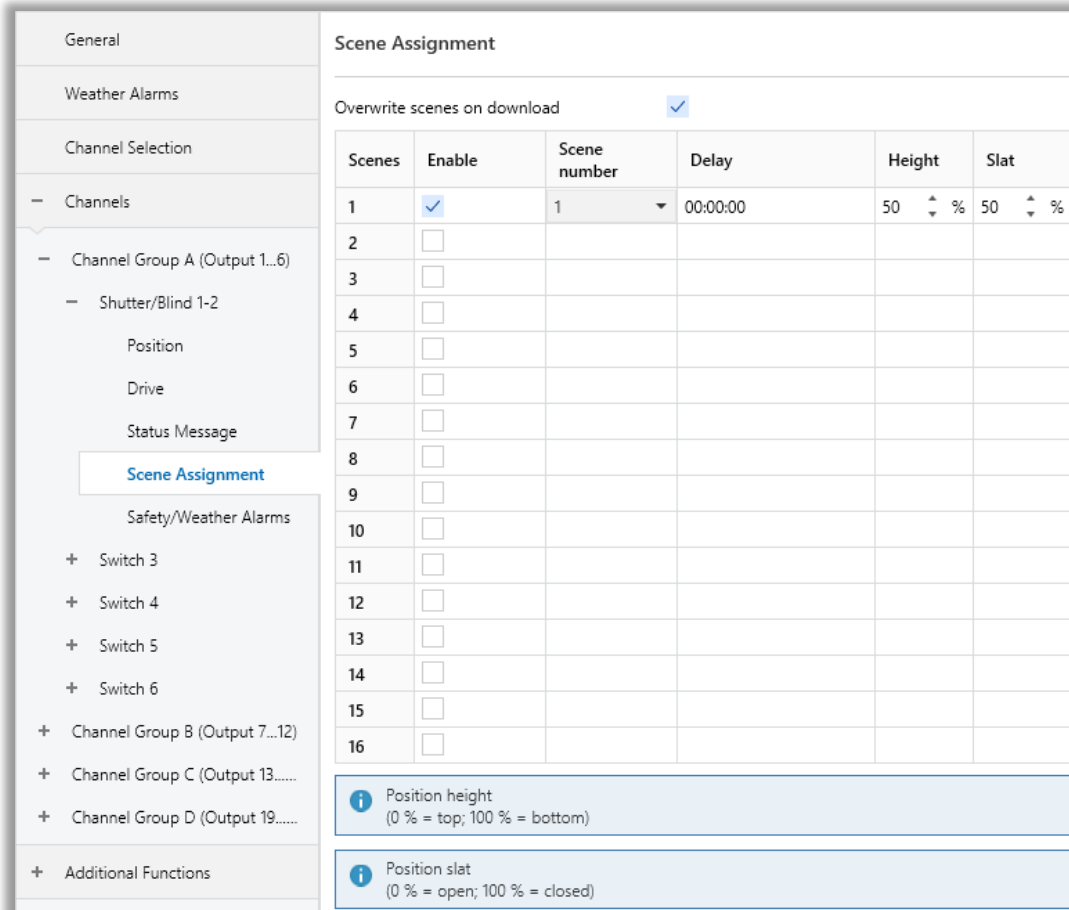 General
Weather Alarms
Channel Selection
− Channels
− Channel Group A (Output 1...6)
− Shutter/Blind 1-2
Position
Drive
Status Message
Scene Assignment
Safety/Weather Alarms
+ Switch 3
+ Switch 4
+ Switch 5
+ Switch 6
+ Channel Group B (Output 7...12)
+ Channel Group C (Output 13......
+ Channel Group D (Output 19......
+ Additional Functions
Scene Assignment
Overwrite scenes on download
Scenes Enable Scene number Delay Height Slat
1 1 00:00:00 50 % 50 %
2
3
4
5
6
7
8
9
10
11
12
13
14
15
16
Position height
(0 % = top; 100 % = bottom)
Position slat
(0 % = open; 100 % = closed)